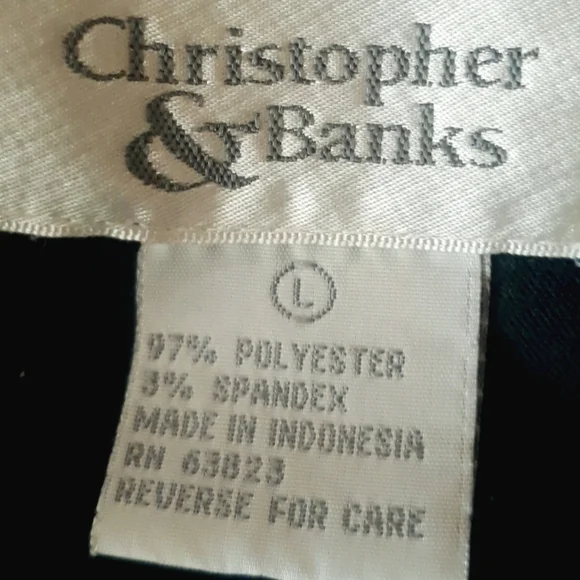 Christopher
& Banks
L
97% POLYESTER
3% SPANDEX
MADE IN INDONESIA
RN 63823
REVERSE FOR CARE